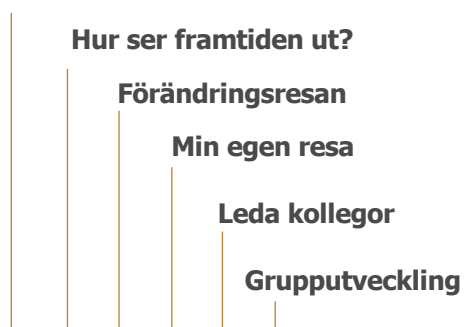 Hur ser framtiden ut?
Förändringsresan
Min egen resa
Leda kollegor
Grupputveckling